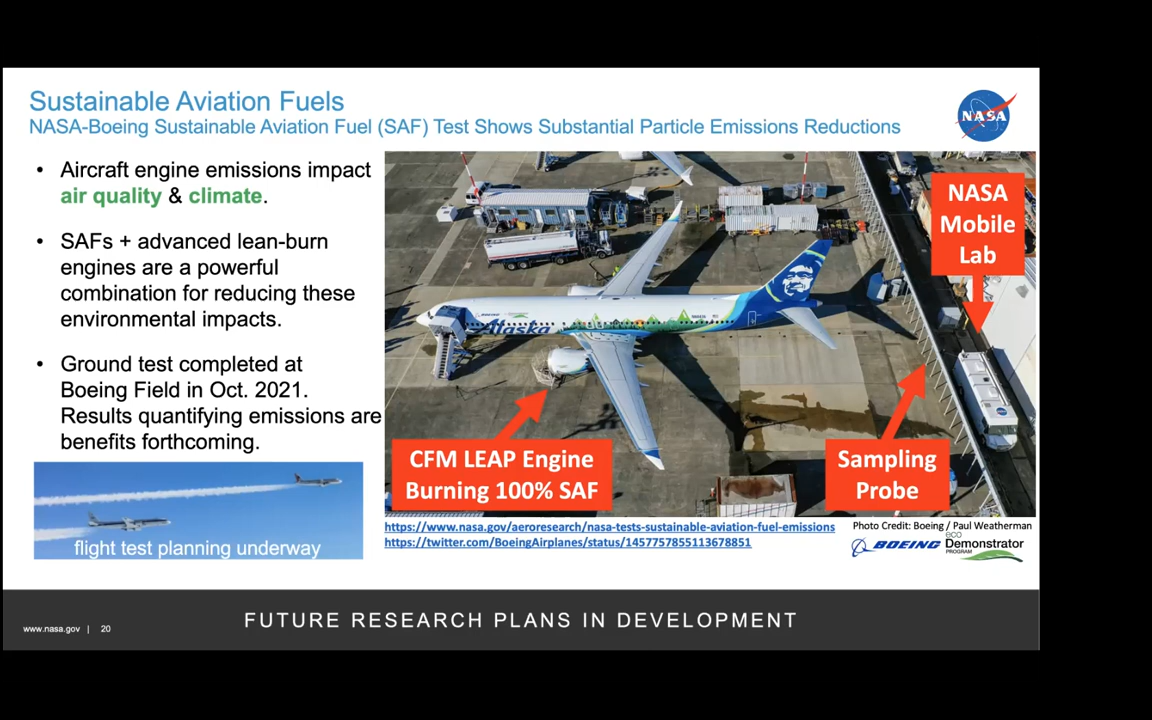 Sustainable Aviation Fuels
NASA-Boeing Sustainable Aviation Fuel (SAF) Test Shows Substantial Particle Emissions Reductions
NASA
• Aircraft engine emissions impact
air quality & climate.
• SAFs + advanced lean-burn
engines are a powerful
combination for reducing these
environmental impacts.
• Ground test completed at
Boeing Field in Oct. 2021.
Results quantifying emissions are
benefits forthcoming.
flight test planning underway
NASA
Mobile
Lab
BOEING
Alaska
CFM LEAP Engine
Burning 100% SAF
Sampling
Probe
https://www.nasa.gov/aeroresearch/nasa-tests-sustainable-aviation-fuel-emissions
https://twitter.com/BoeingAirplanes/status/1457757855113678851
Photo Credit: Boeing / Paul Weatherman
BOEING
eco
Demonstrator
PROGRAM
www.nasa.gov | 20
FUTURE RESEARCH PLANS IN DEVELOPMENT